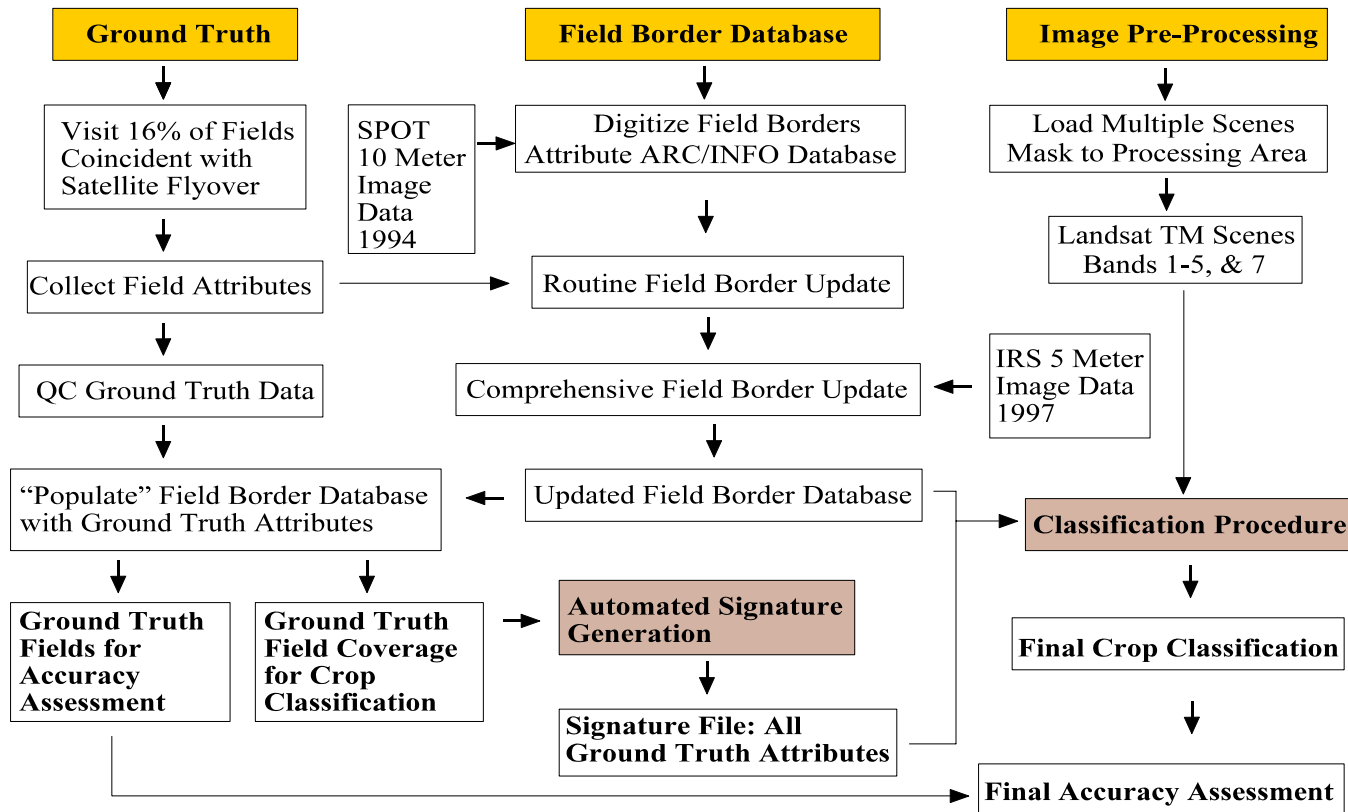 Ground Truth
Field Border Database
Image Pre-Processing
Visit 16% of Fields
Coincident with
Satellite Flyover
SPOT
10 Meter
Image
Data
1994
Digitize Field Borders
Attribute ARC/INFO Database
Load Multiple Scenes
Mask to Processing Area
Landsat TM Scenes
Bands 1-5, & 7
Collect Field Attributes
Routine Field Border Update
QC Ground Truth Data
Comprehensive Field Border Update
IRS 5 Meter
Image Data
1997
“Populate” Field Border Database
with Ground Truth Attributes
Updated Field Border Database
Classification Procedure
Ground Truth
Fields for
Accuracy
Assessment
Ground Truth
Field Coverage
for Crop
Classification
Automated Signature
Generation
Final Crop Classification
Signature File: All
Ground Truth Attributes
Final Accuracy Assessment